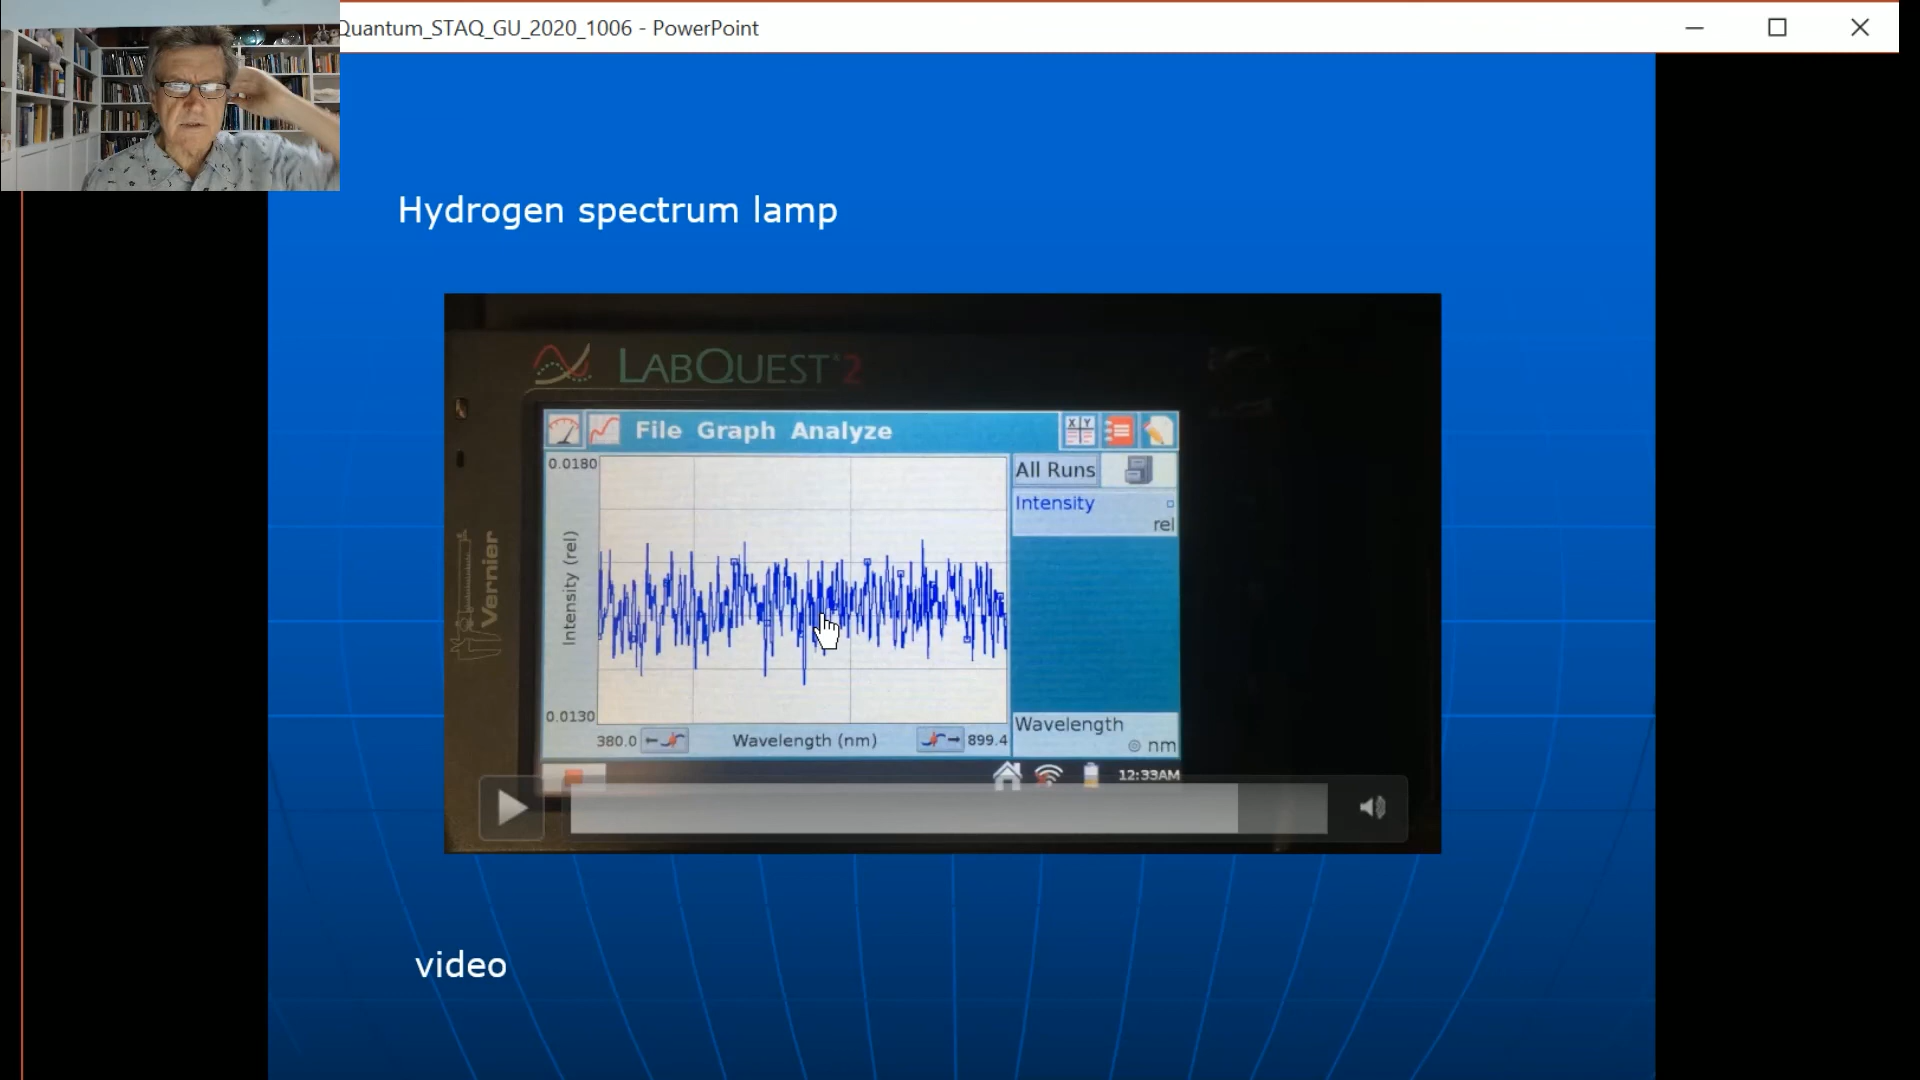 Quantum_STAQ_GU_2020_1006 - PowerPoint
Hydrogen spectrum lamp
LABQUEST*2
File Graph Analyze
X Y
0.0180
All Runs
Intensity
rel
Intensity (rel)
Vernier
0.0130
Wavelength
nm
380.0
Wavelength (nm)
899.4
12:33AM
video